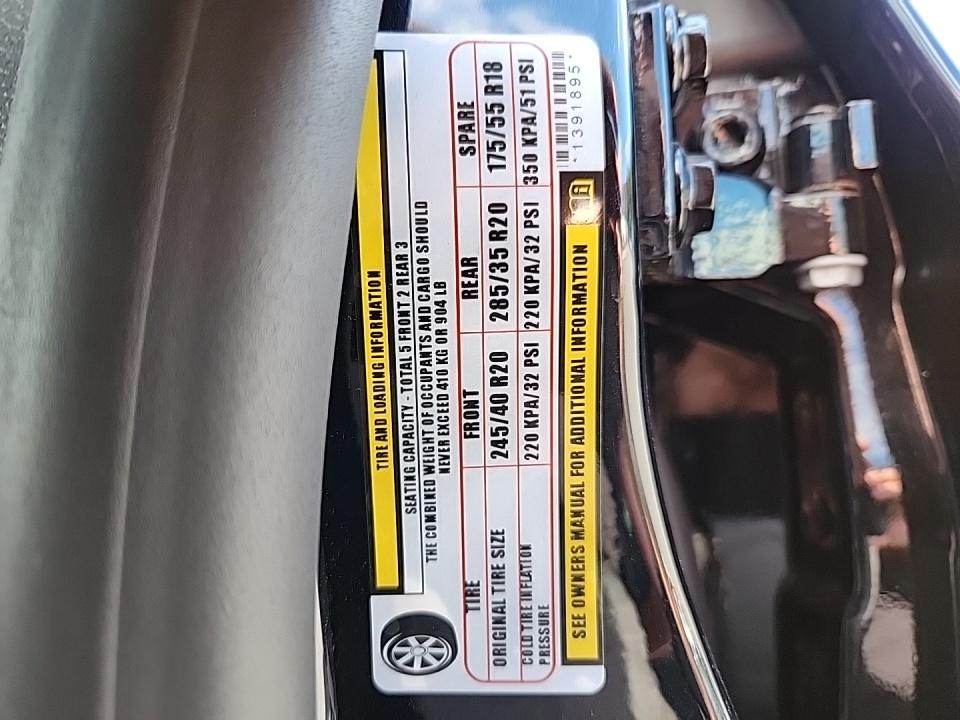 TIRE AND LOADING INFORMATION
SEATING CAPACITY - TOTAL 5 FRONT 2 REAR 3
THE COMBINED WEIGHT OF OCCUPANTS AND CARGO SHOULD
NEVER EXCEED 410 KG OR 904 LB
TIRE FRONT REAR SPARE
ORIGINAL TIRE SIZE 245/40 R20 285/35 R20 175/55 R18
COLD TIRE INFLATION PRESSURE 220 KPA/32 PSI 220 KPA/32 PSI 350 KPA/51 PSI
SEE OWNERS MANUAL FOR ADDITIONAL INFORMATION
*1391895*